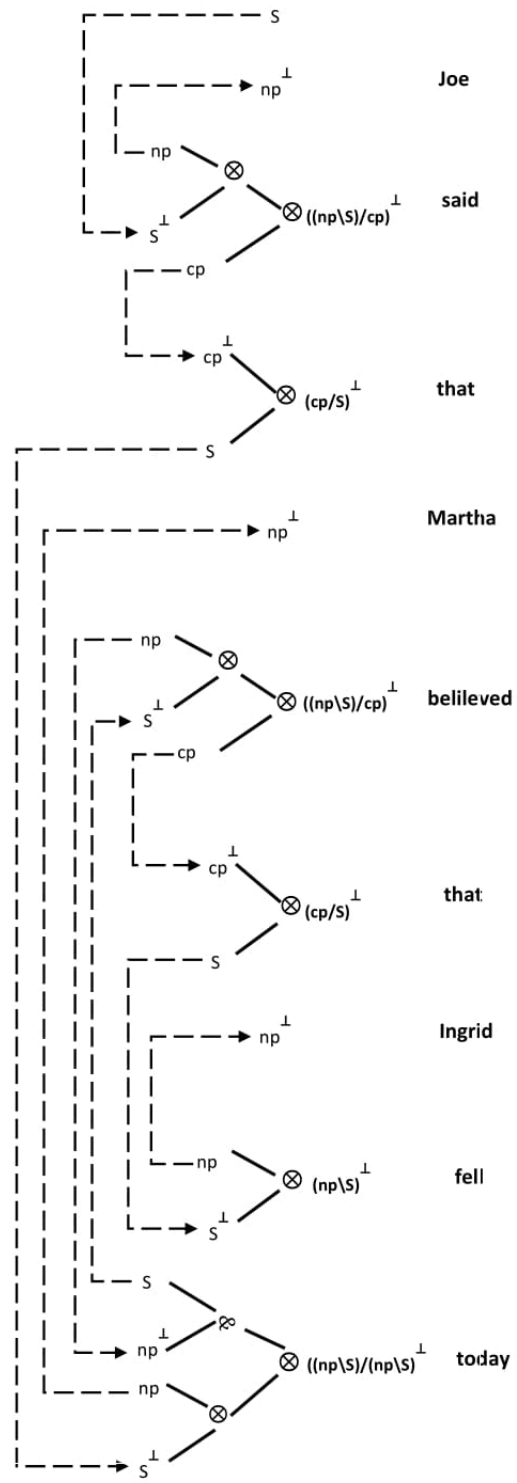 S
np⊥ Joe
np ⊗
S⊥ ⊗ ((np\S)/cp)⊥ said
cp
cp⊥
⊗ (cp/S)⊥ that
S
np⊥ Martha
np ⊗
S⊥ ⊗ ((np\S)/cp)⊥ belileved
cp
cp⊥
⊗ (cp/S)⊥ that
S
np⊥ Ingrid
np
⊗ (np\S)⊥ fell
S⊥
S
⅋
np⊥ ⊗ ((np\S)/(np\S)⊥ today
np ⊗
S⊥